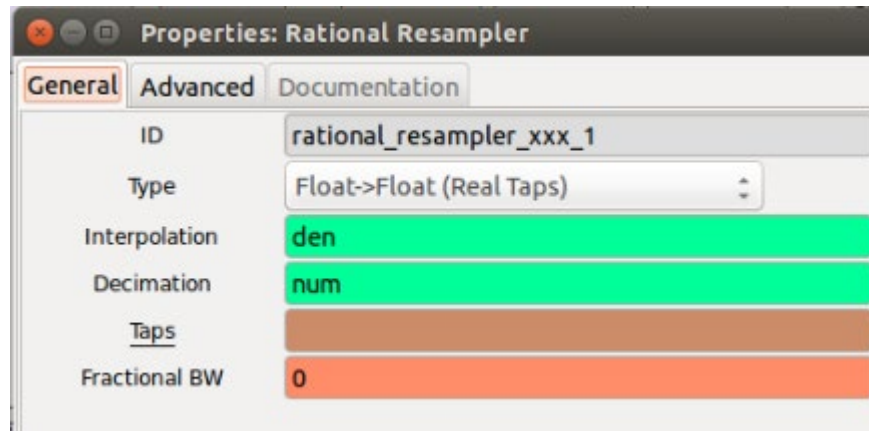 Properties: Rational Resampler
General Advanced Documentation
ID rational_resampler_xxx_1
Type Float->Float (Real Taps)
Interpolation den
Decimation num
Taps
Fractional BW 0